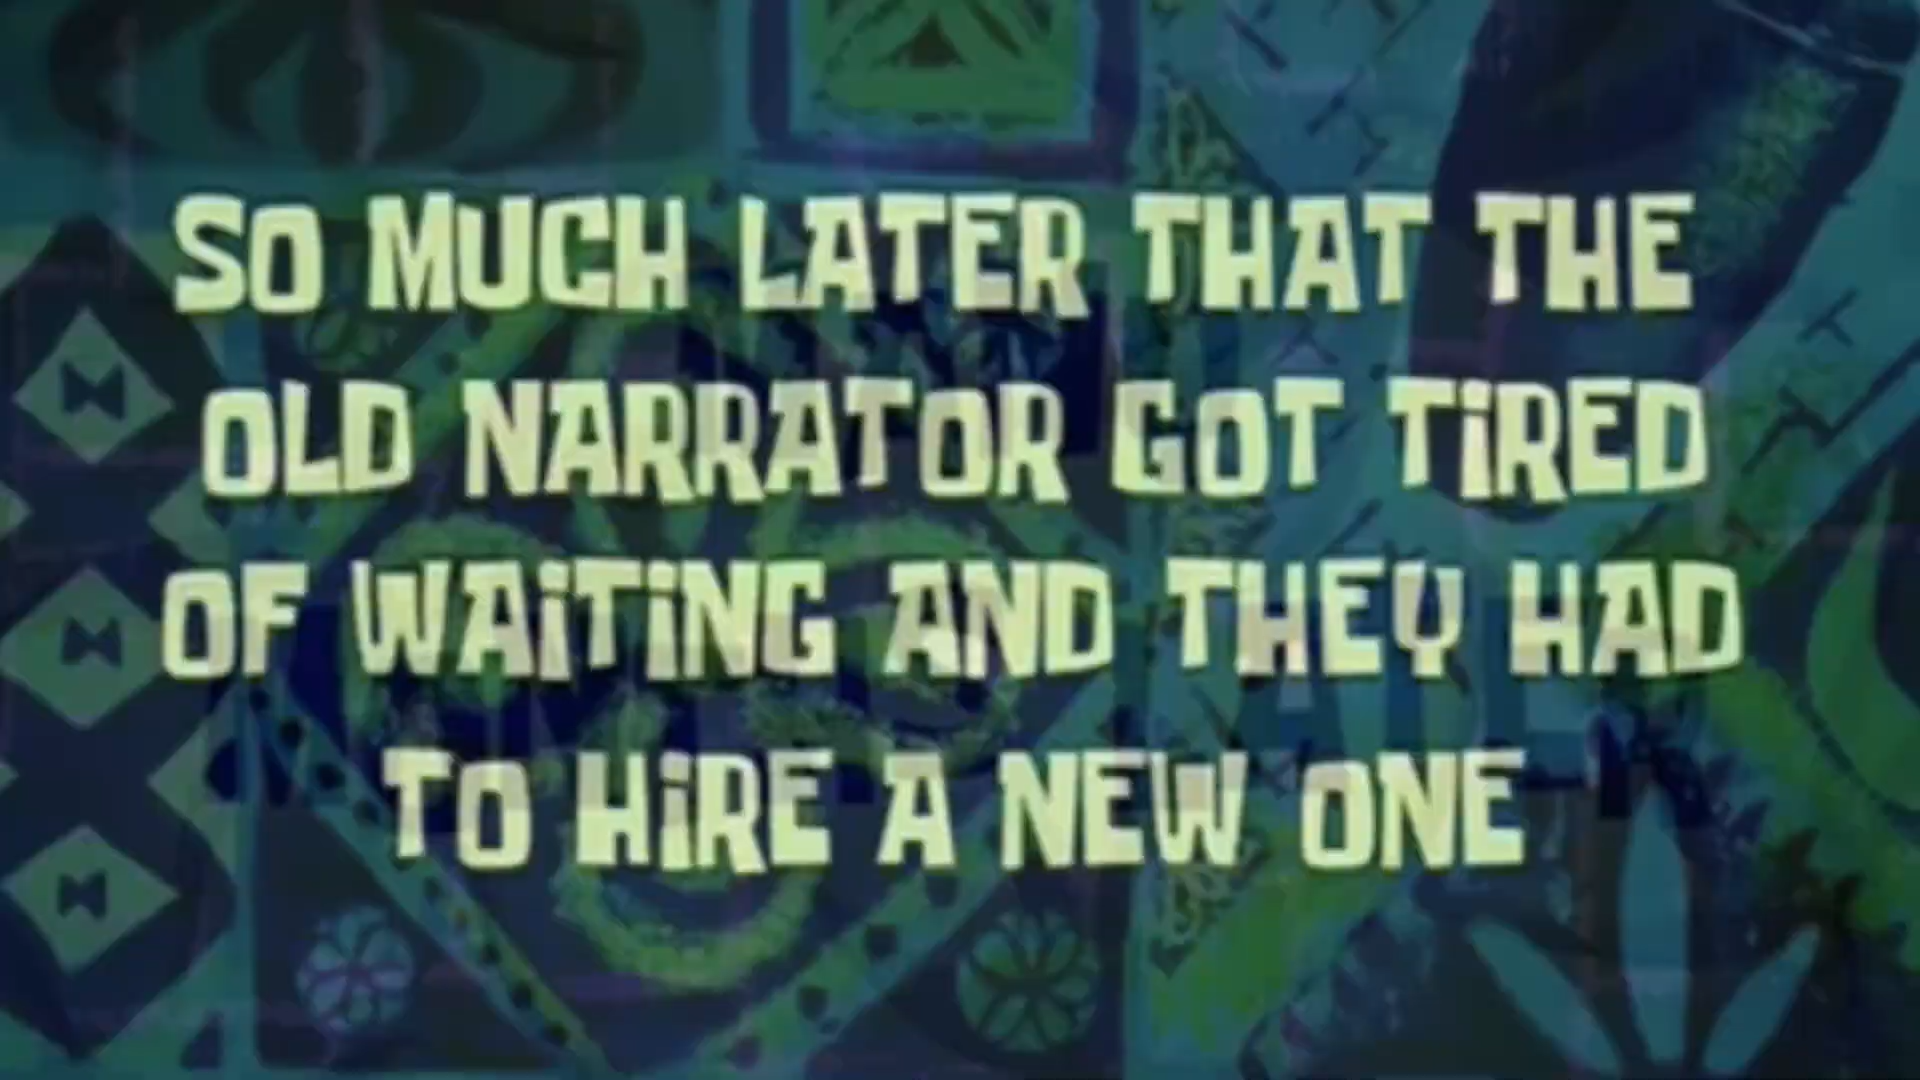 SO MUCH LATER THAT THE
OLD NARRATOR GOT TiRED
OF WAiTiNG AND THEY HAD
TO HiRE A NEW ONE